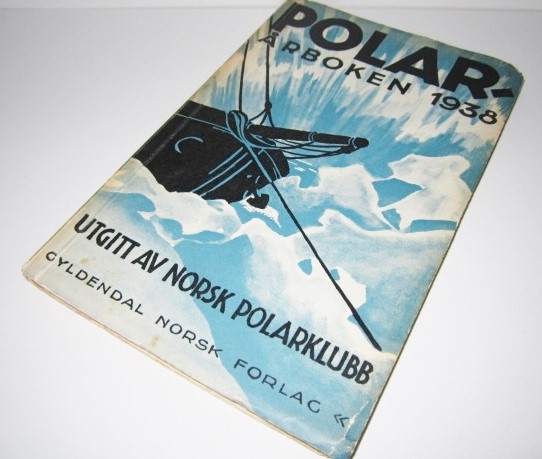 POLAR-
ÅRBOKEN 1938
UTGITT AV NORSK POLARKLUBB
GYLDENDAL NORSK FORLAG «